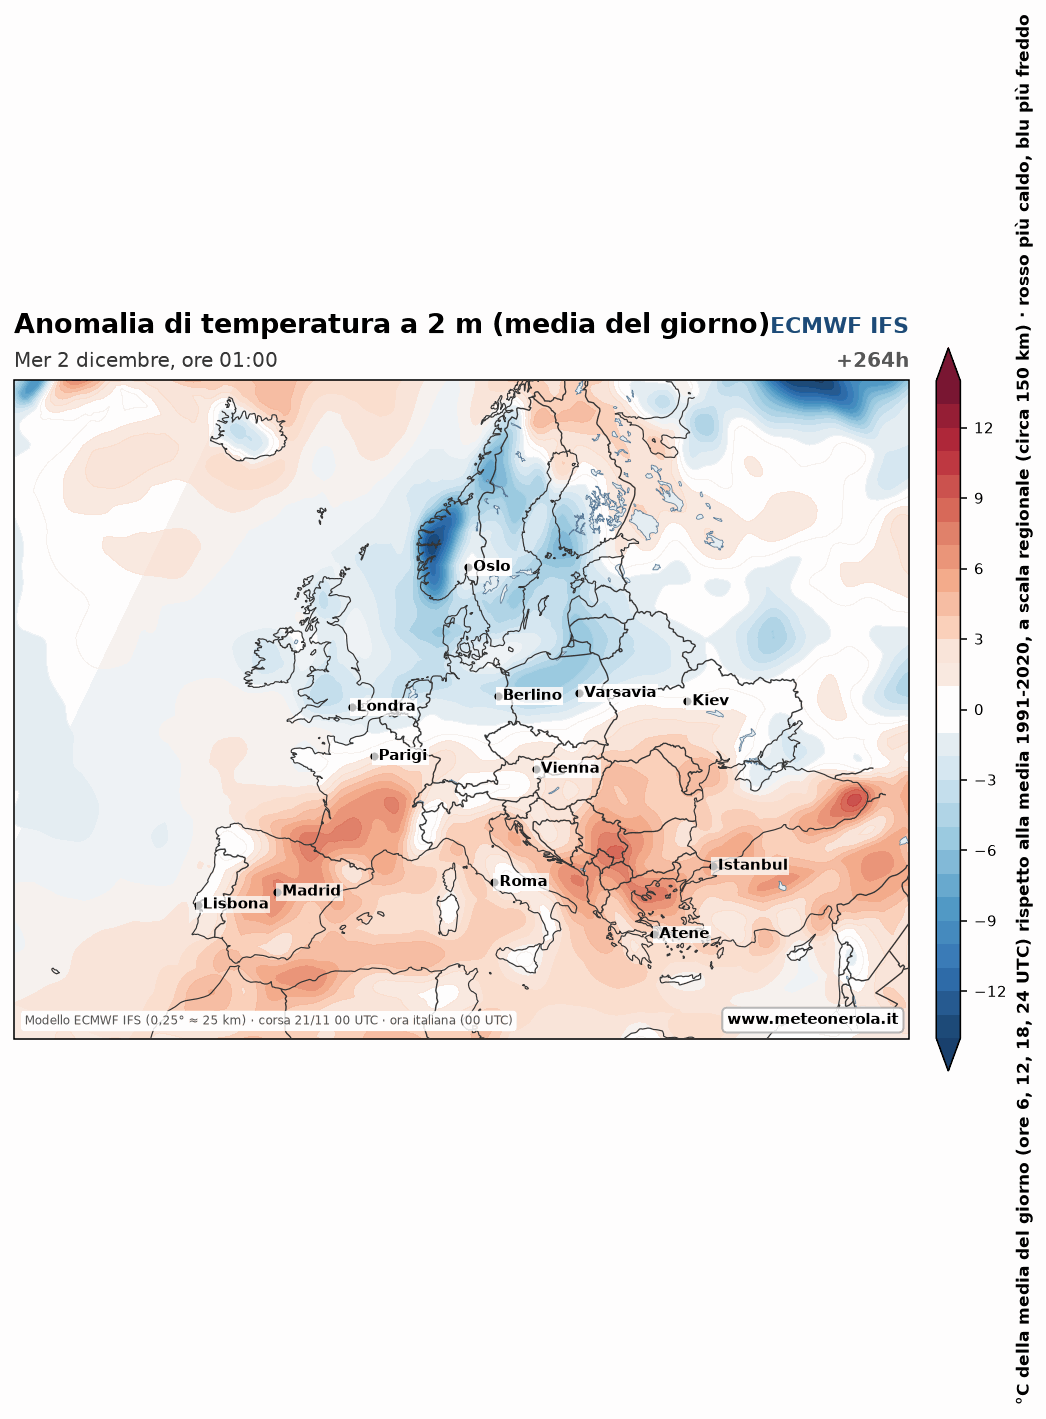 Anomalia di temperatura a 2 m (media del giorno)
ECMWF IFS
Mer 2 dicembre, ore 01:00
+264h
Oslo
Berlino
Varsavia
Kiev
Londra
Parigi
Vienna
Istanbul
Roma
Madrid
Lisbona
Atene
Modello ECMWF IFS (0,25° ≈ 25 km) · corsa 21/11 00 UTC · ora italiana (00 UTC)
www.meteonerola.it
12
9
6
3
0
−3
−6
−9
−12
°C della media del giorno (ore 6, 12, 18, 24 UTC) rispetto alla media 1991-2020, a scala regionale (circa 150 km) · rosso più caldo, blu più freddo